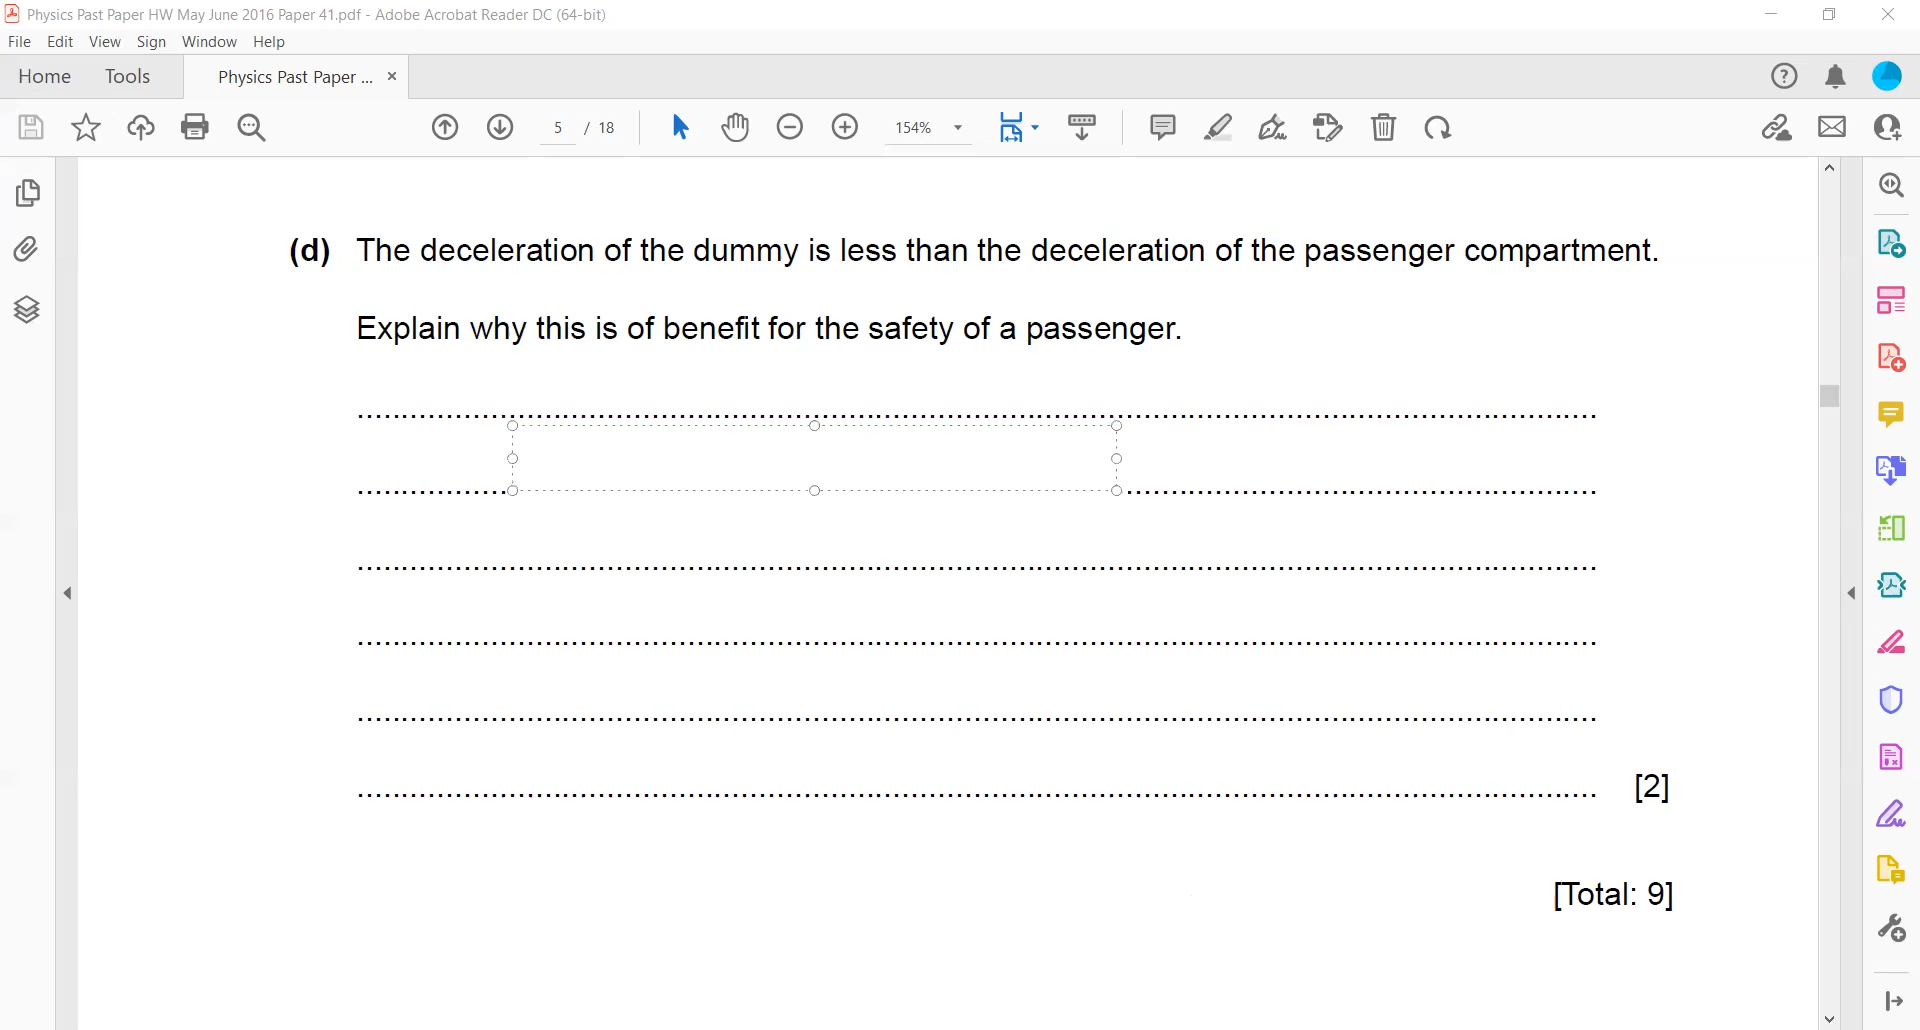 Physics Past Paper HW May June 2016 Paper 41.pdf - Adobe Acrobat Reader DC (64-bit)
File Edit View Sign Window Help
Home Tools Physics Past Paper ... ×
5 / 18 154%
(d) The deceleration of the dummy is less than the deceleration of the passenger compartment.
Explain why this is of benefit for the safety of a passenger.
[2]
[Total: 9]